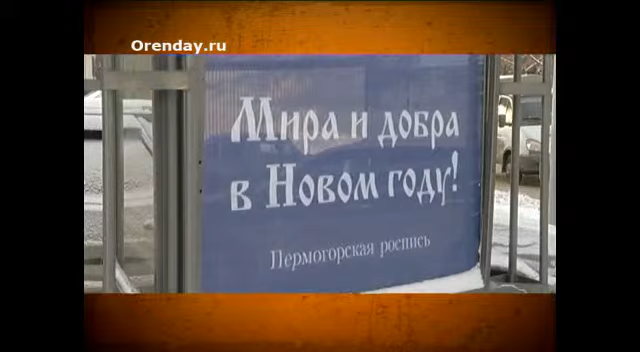 Orenday.ru
Мира и добра
в Новом году!
Пермогорская роспись